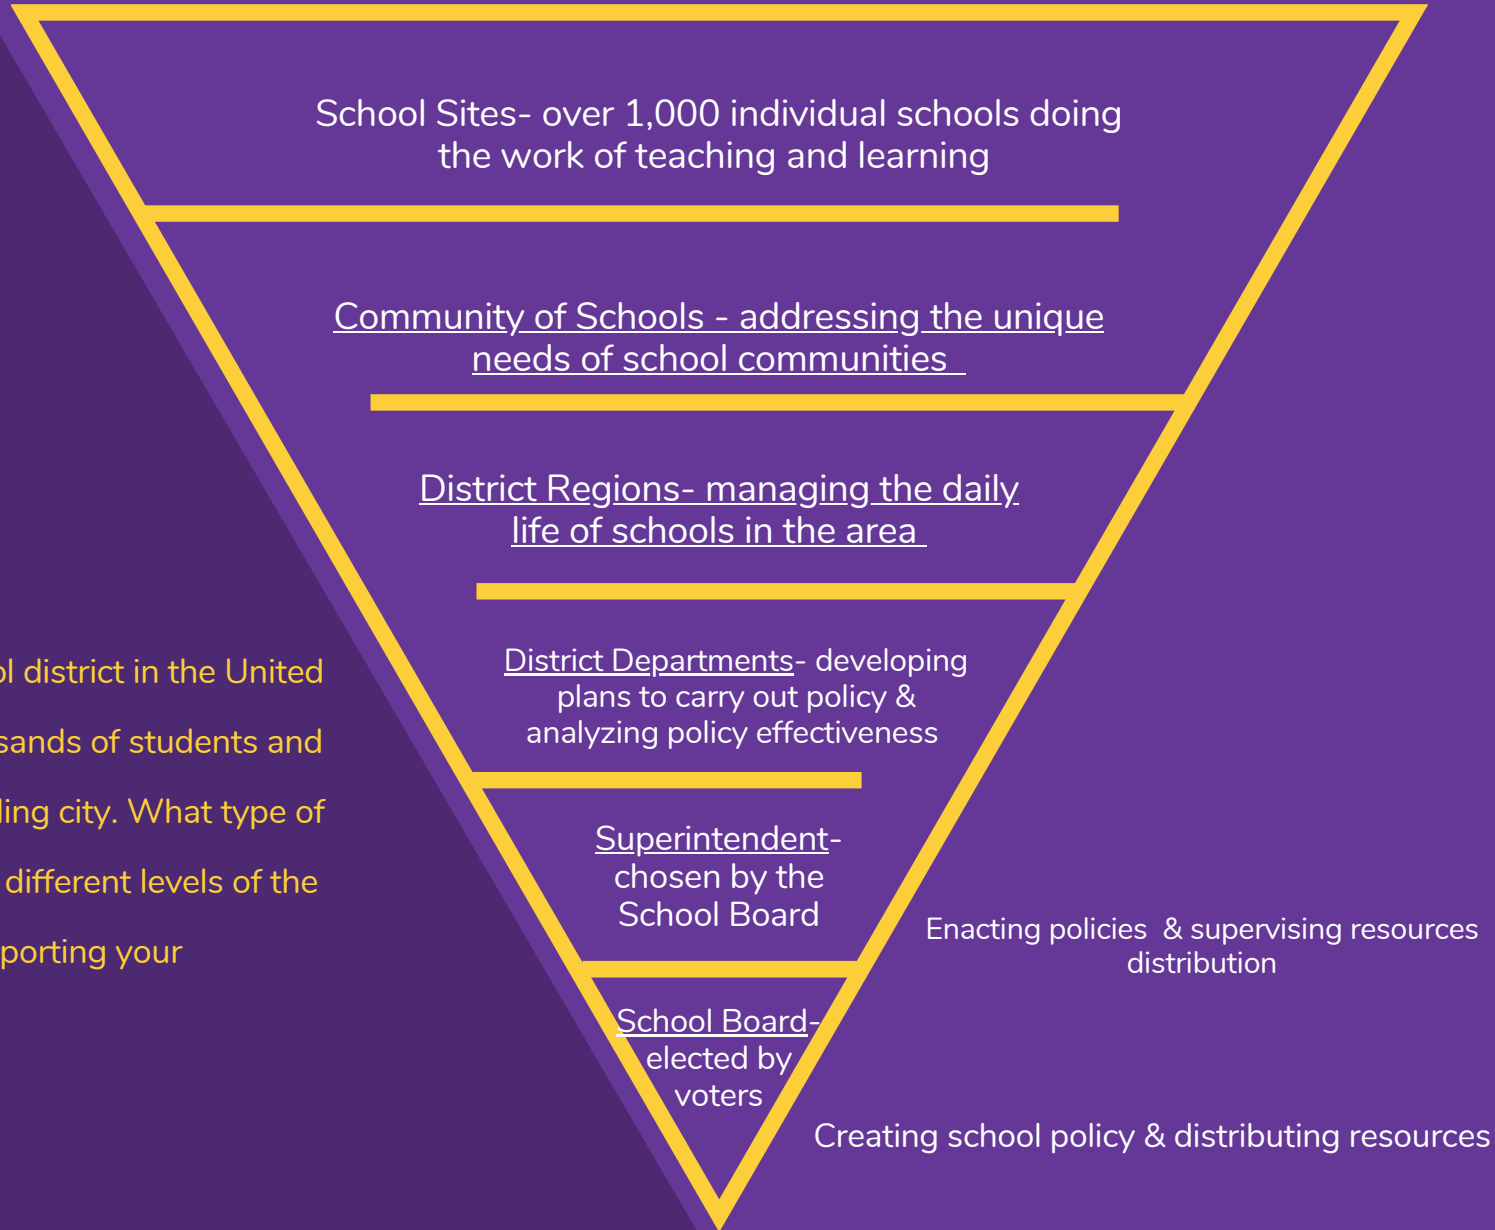 School Sites- over 1,000 individual schools doing
the work of teaching and learning
Community of Schools - addressing the unique
needs of school communities
District Regions- managing the daily
life of schools in the area
District Departments- developing
plans to carry out policy &
analyzing policy effectiveness
Superintendent-
chosen by the
School Board
Enacting policies & supervising resources
distribution
School Board-
elected by
voters
Creating school policy & distributing resources
district in the United
of students and
city. What type of
different levels of the
your